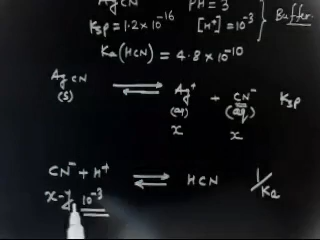 AgCN PH = 3
Ksp = 1.2 × 10⁻¹⁶ [H⁺] = 10⁻³ } Buffer.
Ka (HCN) = 4.8 × 10⁻¹⁰
AgCN ⇌ Ag⁺ + CN⁻ Ksp
(s) (aq) (aq)
x x
CN⁻ + H⁺ ⇌ HCN 1/Ka
x-y 10⁻³